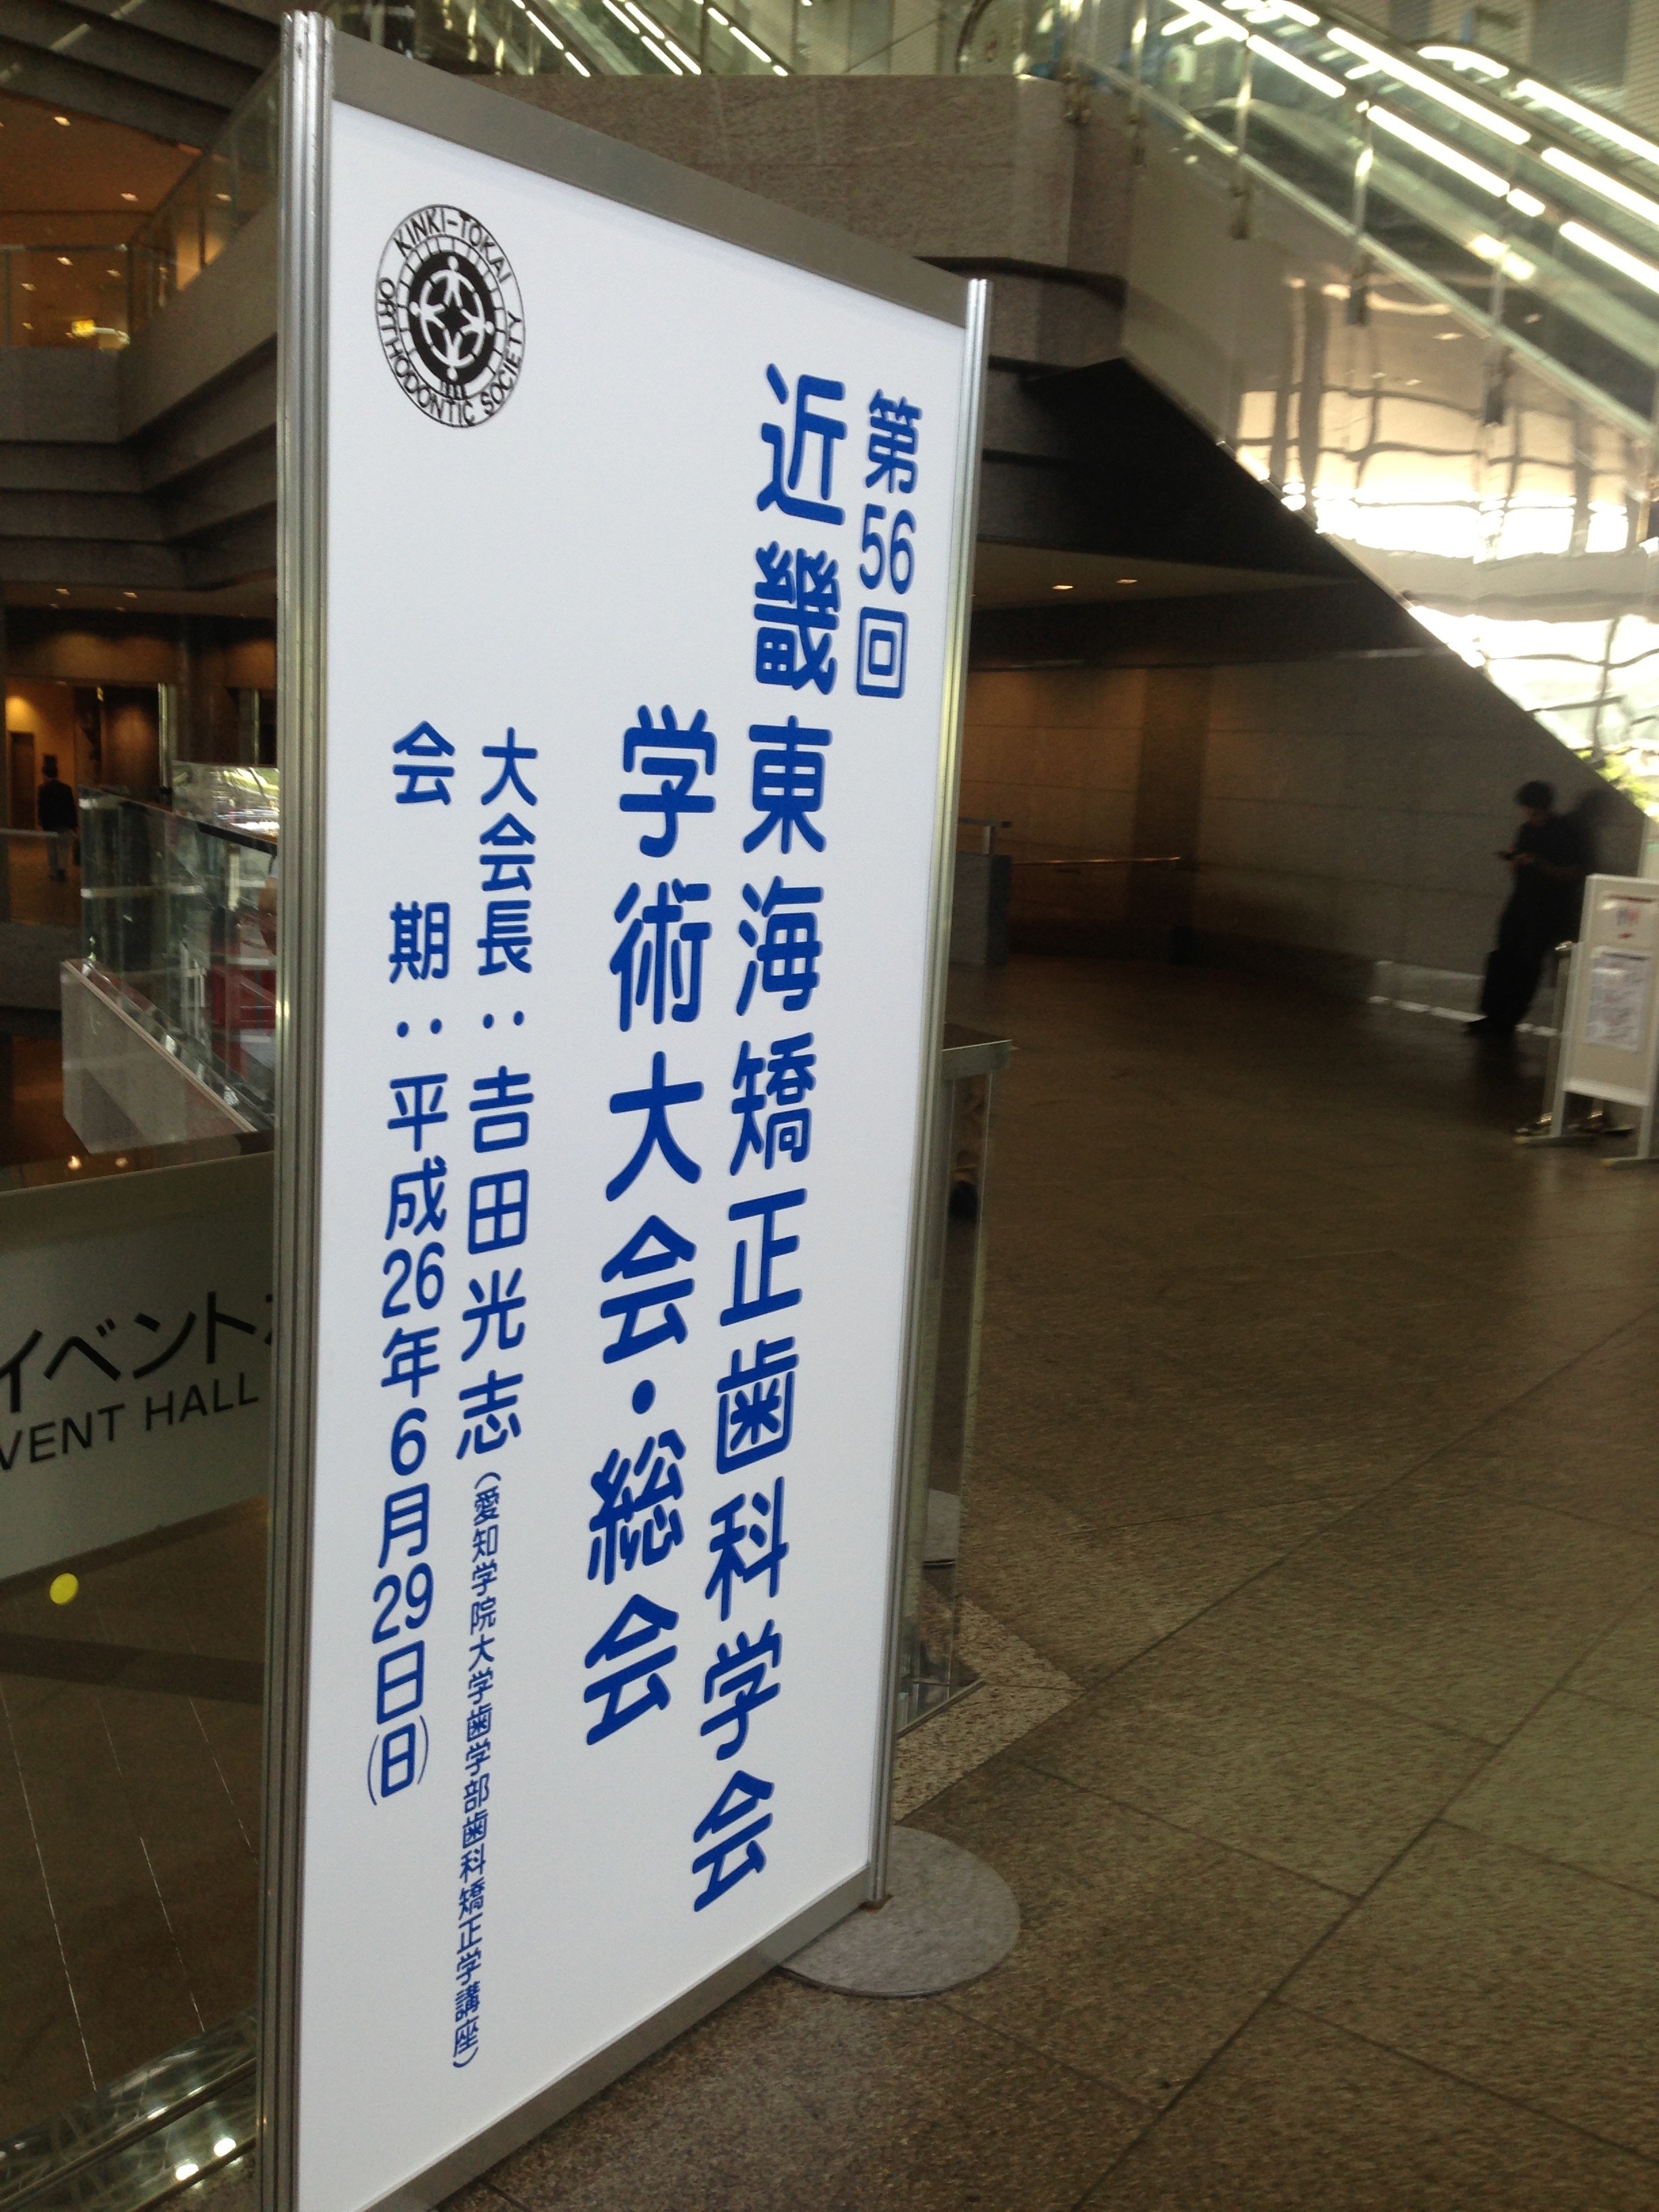 第56回
近畿東海矯正歯科学会
学術大会・総会
大会長：吉田光志（愛知学院大学歯学部歯科矯正学講座）
会　期：平成26年6月29日(日)
KINKI-TOKAI
ORTHODONTIC SOCIETY
イベント
VENT HALL